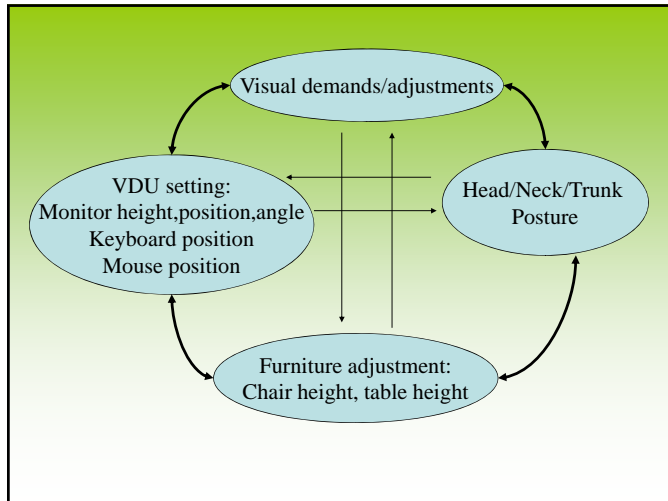 Visual demands/adjustments
VDU setting:
Monitor height,position,angle
Keyboard position
Mouse position
Head/Neck/Trunk
Posture
Furniture adjustment:
Chair height, table height